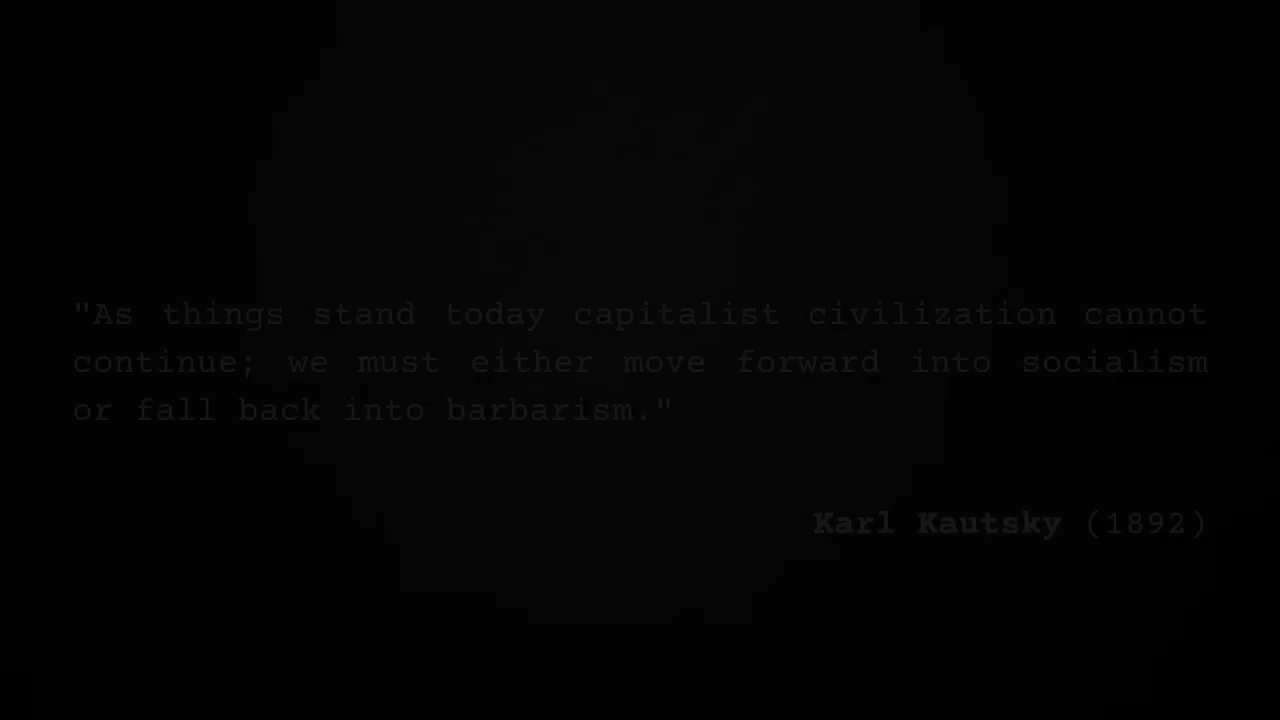 "As things stand today capitalist civilization cannot
continue; we must either move forward into socialism
or fall back into barbarism."
Karl Kautsky (1892)